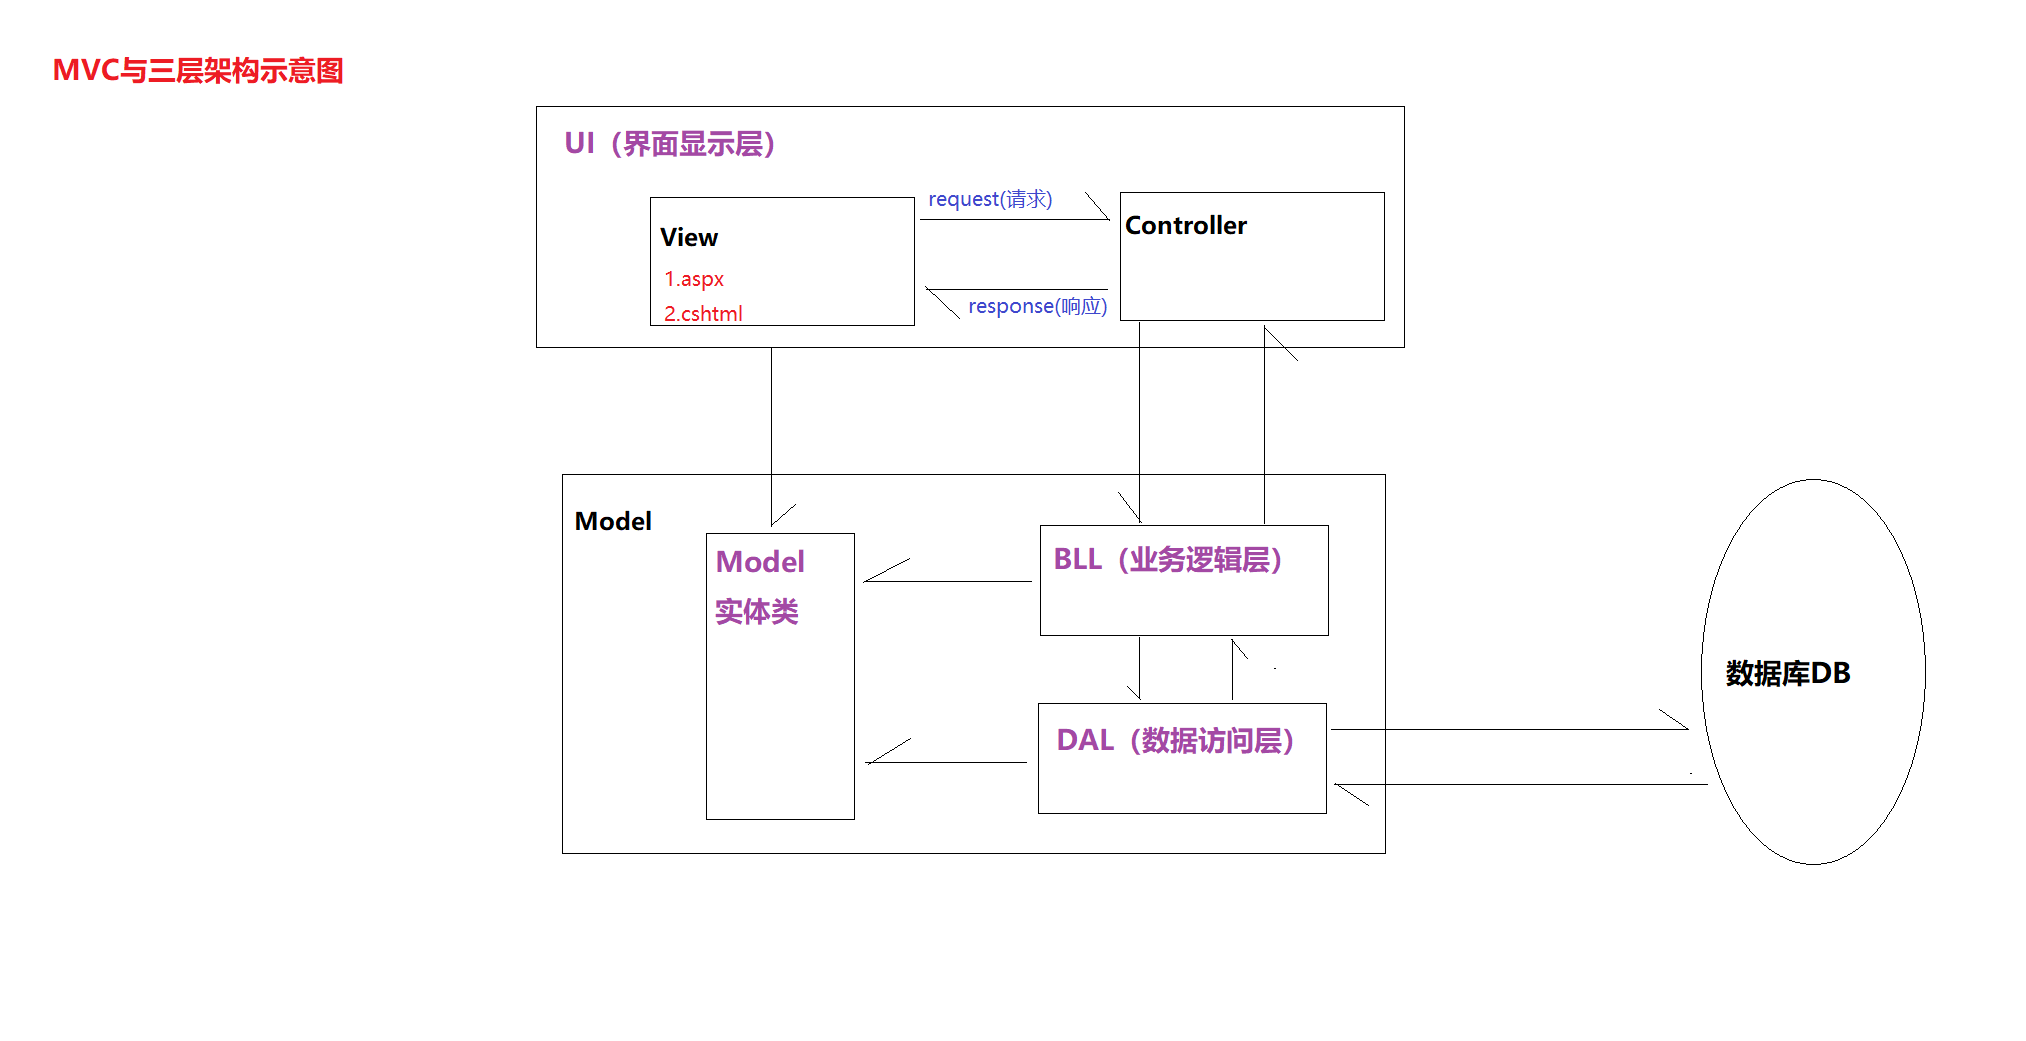 MVC与三层架构示意图
UI（界面显示层）
View
1.aspx
2.cshtml
request(请求)
response(响应)
Controller
Model
Model
实体类
BLL（业务逻辑层）
DAL（数据访问层）
数据库DB